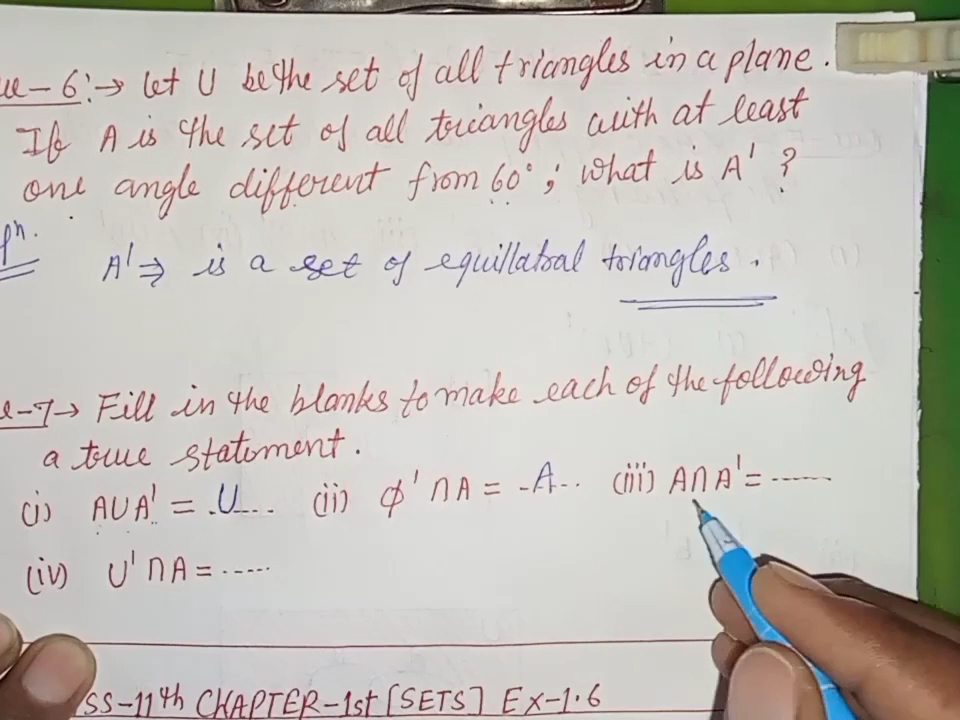 ue-6:→ Let U be the set of all triangles in a plane.
If A is the set of all triangles with at least
one angle different from 60°; what is A' ?
A' ⇒ is a set of equillatral triangles.
e-7→ Fill in the blanks to make each of the following
a true statement.
(i) A∪A' = .U.... (ii) ϕ'∩A = -A-.. (iii) A∩A' = ------
(iv) U'∩A = -----
SS-11th CHAPTER-1st [SETS] EX-1.6